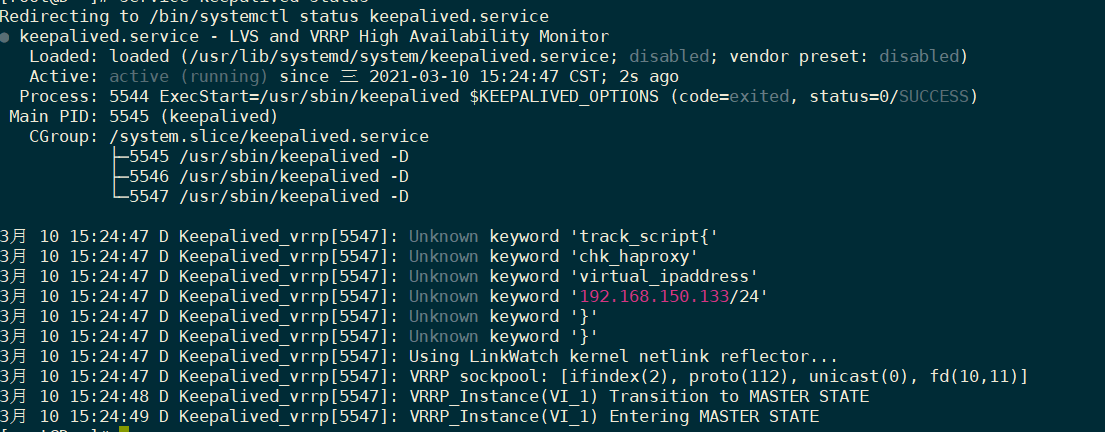 [root@D ~]# service keepalived status
Redirecting to /bin/systemctl status keepalived.service
● keepalived.service - LVS and VRRP High Availability Monitor
Loaded: loaded (/usr/lib/systemd/system/keepalived.service; disabled; vendor preset: disabled)
Active: active (running) since 三 2021-03-10 15:24:47 CST; 2s ago
Process: 5544 ExecStart=/usr/sbin/keepalived $KEEPALIVED_OPTIONS (code=exited, status=0/SUCCESS)
Main PID: 5545 (keepalived)
CGroup: /system.slice/keepalived.service
├─5545 /usr/sbin/keepalived -D
├─5546 /usr/sbin/keepalived -D
└─5547 /usr/sbin/keepalived -D
3月 10 15:24:47 D Keepalived_vrrp[5547]: Unknown keyword 'track_script{'
3月 10 15:24:47 D Keepalived_vrrp[5547]: Unknown keyword 'chk_haproxy'
3月 10 15:24:47 D Keepalived_vrrp[5547]: Unknown keyword 'virtual_ipaddress'
3月 10 15:24:47 D Keepalived_vrrp[5547]: Unknown keyword '192.168.150.133/24'
3月 10 15:24:47 D Keepalived_vrrp[5547]: Unknown keyword '}'
3月 10 15:24:47 D Keepalived_vrrp[5547]: Unknown keyword '}'
3月 10 15:24:47 D Keepalived_vrrp[5547]: Using LinkWatch kernel netlink reflector...
3月 10 15:24:47 D Keepalived_vrrp[5547]: VRRP sockpool: [ifindex(2), proto(112), unicast(0), fd(10,11)]
3月 10 15:24:48 D Keepalived_vrrp[5547]: VRRP_Instance(VI_1) Transition to MASTER STATE
3月 10 15:24:49 D Keepalived_vrrp[5547]: VRRP_Instance(VI_1) Entering MASTER STATE